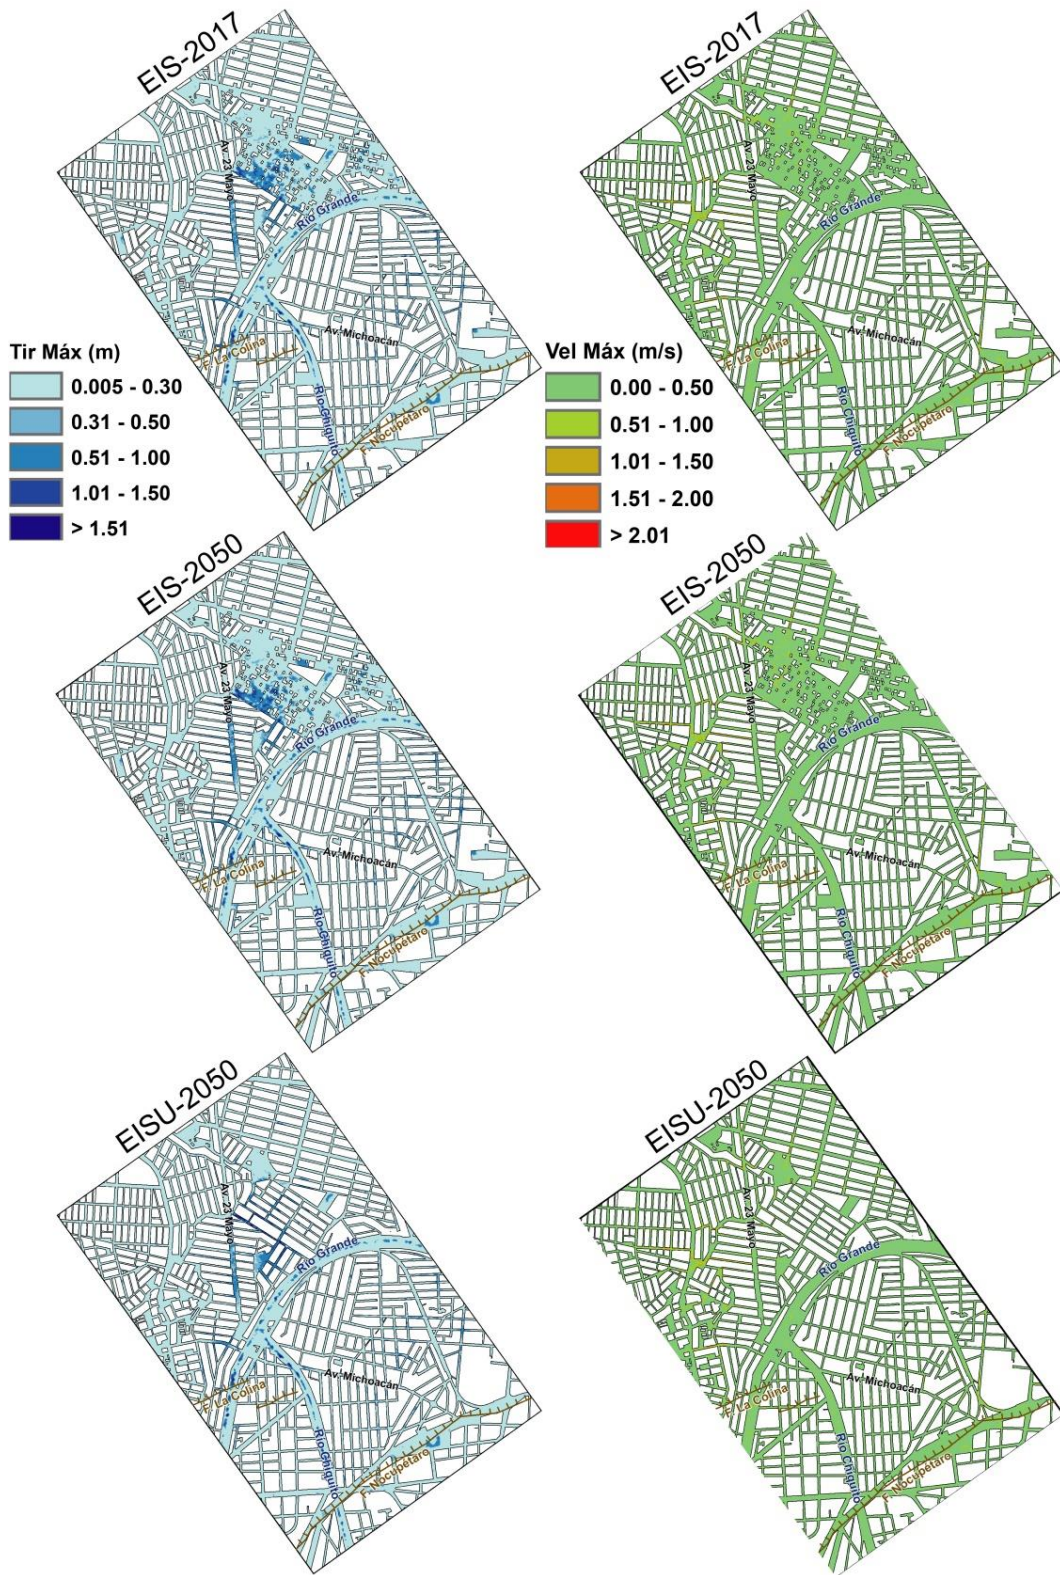 EIS-2017
EIS-2017
Av. 23 Mayo
Río Grande
Av. 23 Mayo
Río Grande
Av. Michoacán
Av. Michoacán
Tir Máx (m)
0.005 - 0.30
0.31 - 0.50
0.51 - 1.00
1.01 - 1.50
> 1.51
F. La Colina
Río Chiquito
F. Nocupétaro
Vel Máx (m/s)
0.00 - 0.50
0.51 - 1.00
1.01 - 1.50
1.51 - 2.00
> 2.01
F. La Colina
Río Chiquito
F. Nocupétaro
EIS-2050
EIS-2050
Av. 23 Mayo
Río Grande
Av. 23 Mayo
Río Grande
Av. Michoacán
Av. Michoacán
F. La Colina
F. La Colina
Río Chiquito
F. Nocupétaro
Río Chiquito
F. Nocupétaro
EISU-2050
EISU-2050
Av. 23 Mayo
Río Grande
Av. 23 Mayo
Río Grande
Av. Michoacán
Av. Michoacán
F. La Colina
F. La Colina
Río Chiquito
F. Nocupétaro
Río Chiquito
F. Nocupétaro